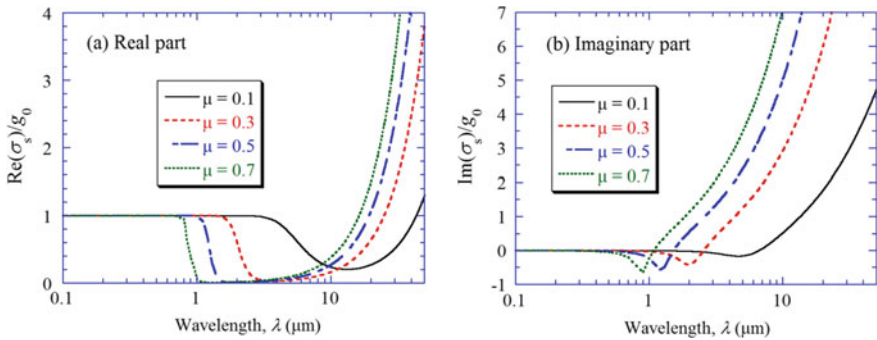 (a) Real part
Re(σs)/g0
4
3
2
1
0
μ = 0.1
μ = 0.3
μ = 0.5
μ = 0.7
0.1 1 10
Wavelength, λ (μm)
(b) Imaginary part
Im(σs)/g0
7
6
5
4
3
2
1
0
-1
μ = 0.1
μ = 0.3
μ = 0.5
μ = 0.7
0.1 1 10
Wavelength, λ (μm)